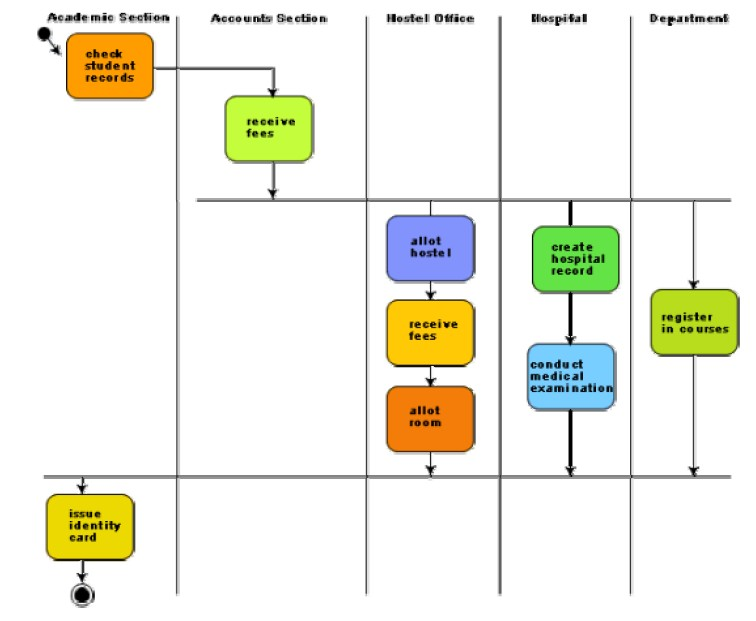 Academic Section Accounts Section Hostel Office Hospital Department
check
student
records
receive
fees
allot
hostel
receive
fees
allot
room
create
hospital
record
conduct
medical
examination
register
in courses
issue
identity
card